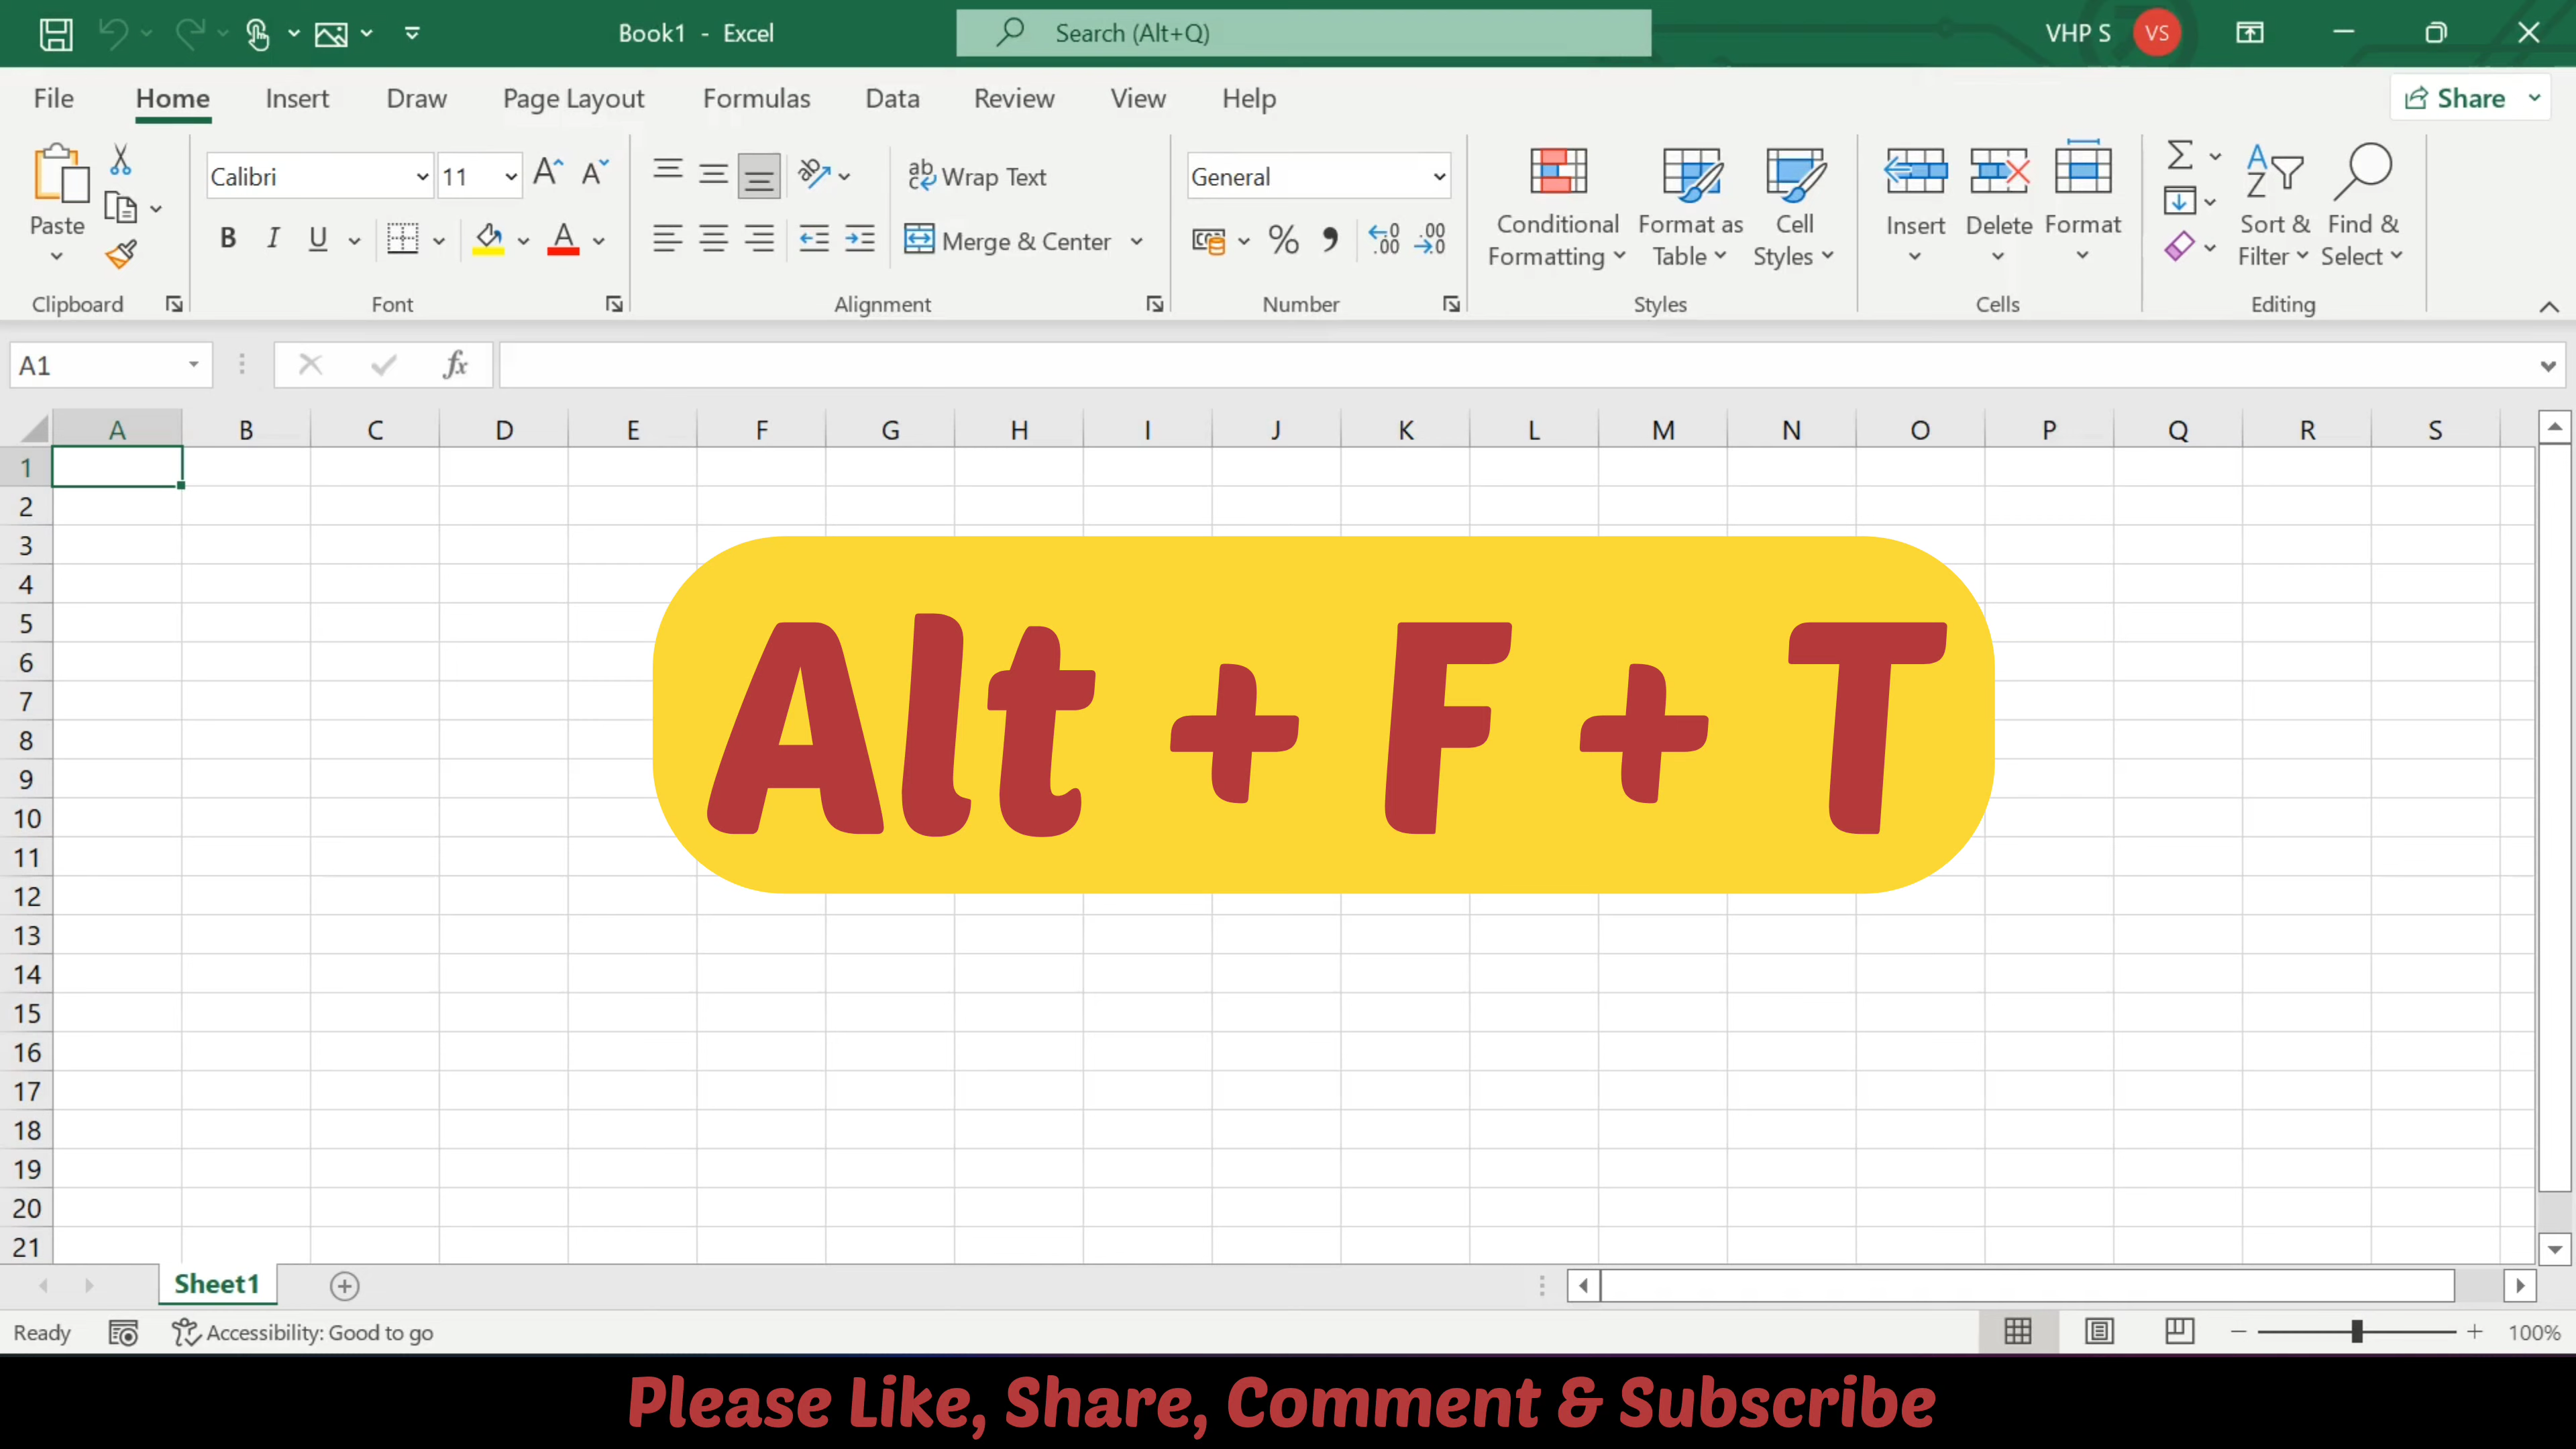 Book1 - Excel
Search (Alt+Q)
VHP S VS
File Home Insert Draw Page Layout Formulas Data Review View Help
Share
Paste
Clipboard
Calibri 11
B I U A
Font
Wrap Text
Merge & Center
Alignment
General
% 9
Number
Conditional Formatting
Format as Table
Cell Styles
Styles
Insert Delete Format
Cells
Sort & Filter
Find & Select
Editing
A1 fx
A B C D E F G H I J K L M N O P Q R S
1
2
3
4
5
6
7
8
9
10
11
12
13
14
15
16
17
18
19
20
21
Alt + F + T
Sheet1
Ready Accessibility: Good to go 100%
Please Like, Share, Comment & Subscribe